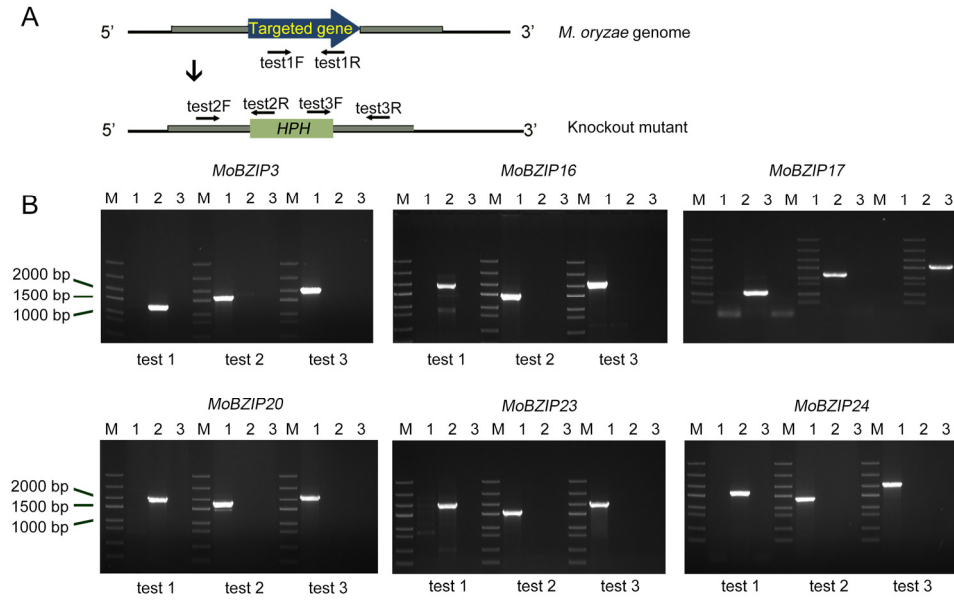 A
5’ Targeted gene 3’ M. oryzae genome
test1F test1R
test2F test2R test3F test3R
5’ HPH 3’ Knockout mutant
B
MoBZIP3 MoBZIP16 MoBZIP17
M 1 2 3 M 1 2 3 M 1 2 3 M 1 2 3 M 1 2 3 M 1 2 3 M 1 2 3 M 1 2 3 M 1 2 3
2000 bp
1500 bp
1000 bp
test 1 test 2 test 3 test 1 test 2 test 3
MoBZIP20 MoBZIP23 MoBZIP24
M 1 2 3 M 1 2 3 M 1 2 3 M 1 2 3 M 1 2 3 M 1 2 3 M 1 2 3 M 1 2 3 M 1 2 3
2000 bp
1500 bp
1000 bp
test 1 test 2 test 3 test 1 test 2 test 3 test 1 test 2 test 3